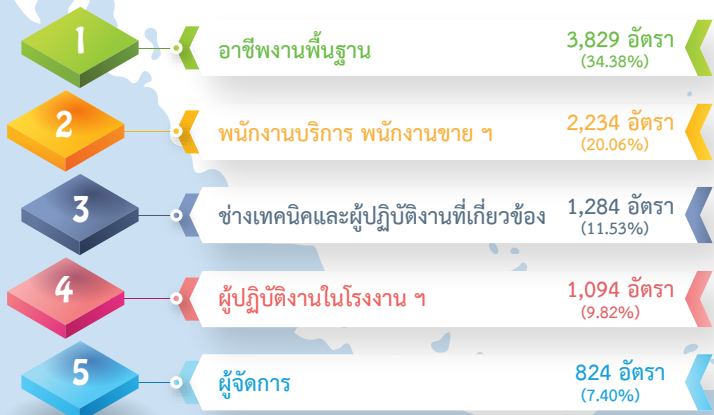 1
อาชีพงานพื้นฐาน
3,829 อัตรา
(34.38%)
2
พนักงานบริการ พนักงานขาย ฯ
2,234 อัตรา
(20.06%)
3
ช่างเทคนิคและผู้ปฏิบัติงานที่เกี่ยวข้อง
1,284 อัตรา
(11.53%)
4
ผู้ปฏิบัติงานในโรงงาน ฯ
1,094 อัตรา
(9.82%)
5
ผู้จัดการ
824 อัตรา
(7.40%)